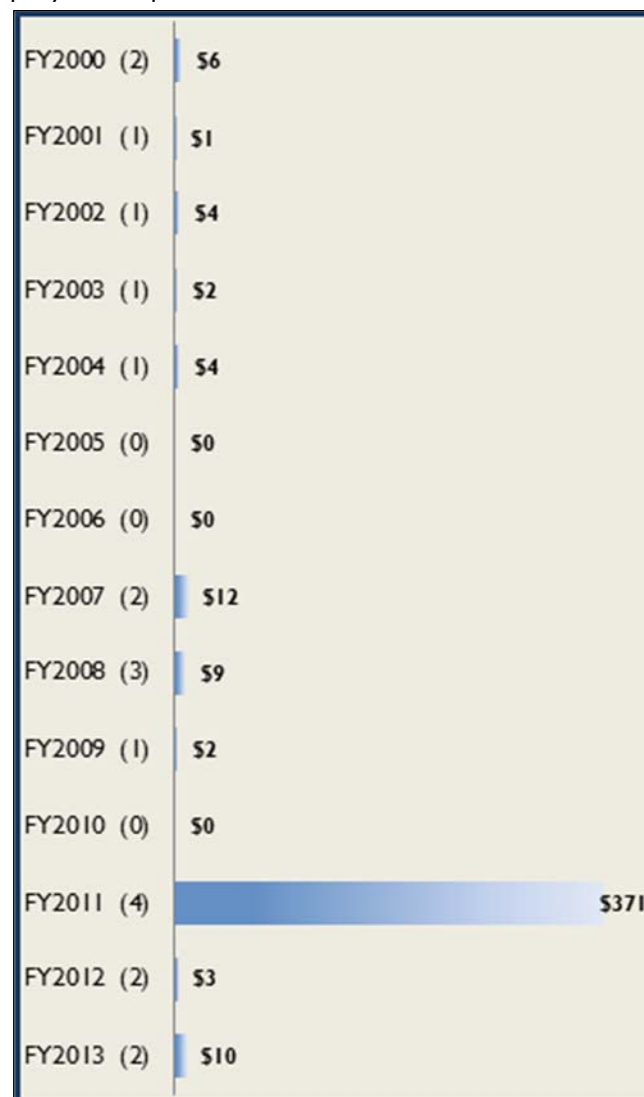 FY2000 (2) $6
FY2001 (1) $1
FY2002 (1) $4
FY2003 (1) $2
FY2004 (1) $4
FY2005 (0) $0
FY2006 (0) $0
FY2007 (2) $12
FY2008 (3) $9
FY2009 (1) $2
FY2010 (0) $0
FY2011 (4) $371
FY2012 (2) $3
FY2013 (2) $10